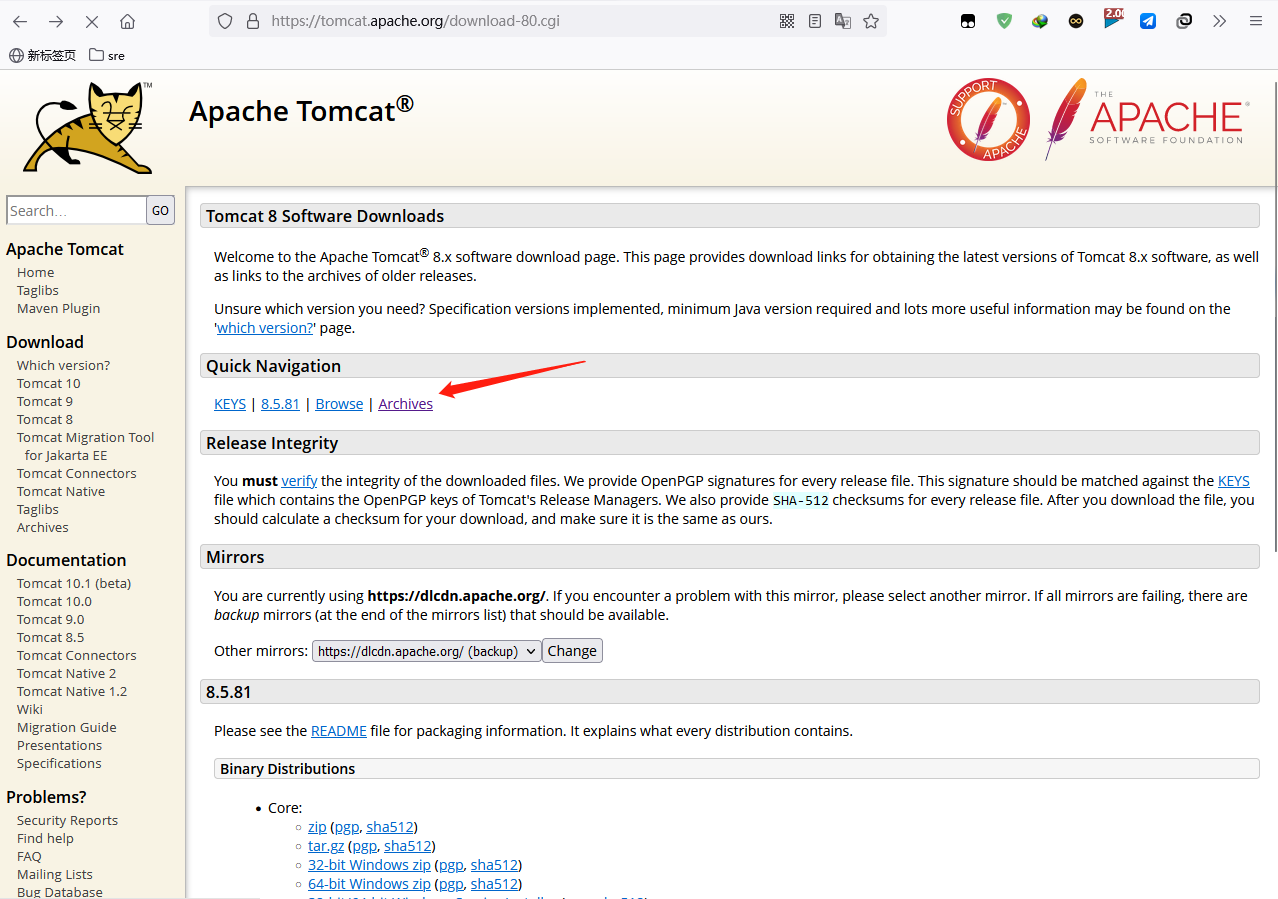 https://tomcat.apache.org/download-80.cgi
2.00
新标签页 sre
TM
Apache Tomcat®
SUPPORT APACHE
THE
APACHE®
SOFTWARE FOUNDATION
Search… GO
Apache Tomcat
Home
Taglibs
Maven Plugin
Download
Which version?
Tomcat 10
Tomcat 9
Tomcat 8
Tomcat Migration Tool
for Jakarta EE
Tomcat Connectors
Tomcat Native
Taglibs
Archives
Documentation
Tomcat 10.1 (beta)
Tomcat 10.0
Tomcat 9.0
Tomcat 8.5
Tomcat Connectors
Tomcat Native 2
Tomcat Native 1.2
Wiki
Migration Guide
Presentations
Specifications
Problems?
Security Reports
Find help
FAQ
Mailing Lists
Bug Database
Tomcat 8 Software Downloads
Welcome to the Apache Tomcat® 8.x software download page. This page provides download links for obtaining the latest versions of Tomcat 8.x software, as well
as links to the archives of older releases.
Unsure which version you need? Specification versions implemented, minimum Java version required and lots more useful information may be found on the
'which version?' page.
Quick Navigation
KEYS | 8.5.81 | Browse | Archives
Release Integrity
You must verify the integrity of the downloaded files. We provide OpenPGP signatures for every release file. This signature should be matched against the KEYS
file which contains the OpenPGP keys of Tomcat's Release Managers. We also provide SHA-512 checksums for every release file. After you download the file, you
should calculate a checksum for your download, and make sure it is the same as ours.
Mirrors
You are currently using https://dlcdn.apache.org/. If you encounter a problem with this mirror, please select another mirror. If all mirrors are failing, there are
backup mirrors (at the end of the mirrors list) that should be available.
Other mirrors: https://dlcdn.apache.org/ (backup) Change
8.5.81
Please see the README file for packaging information. It explains what every distribution contains.
Binary Distributions
Core:
zip (pgp, sha512)
tar.gz (pgp, sha512)
32-bit Windows zip (pgp, sha512)
64-bit Windows zip (pgp, sha512)